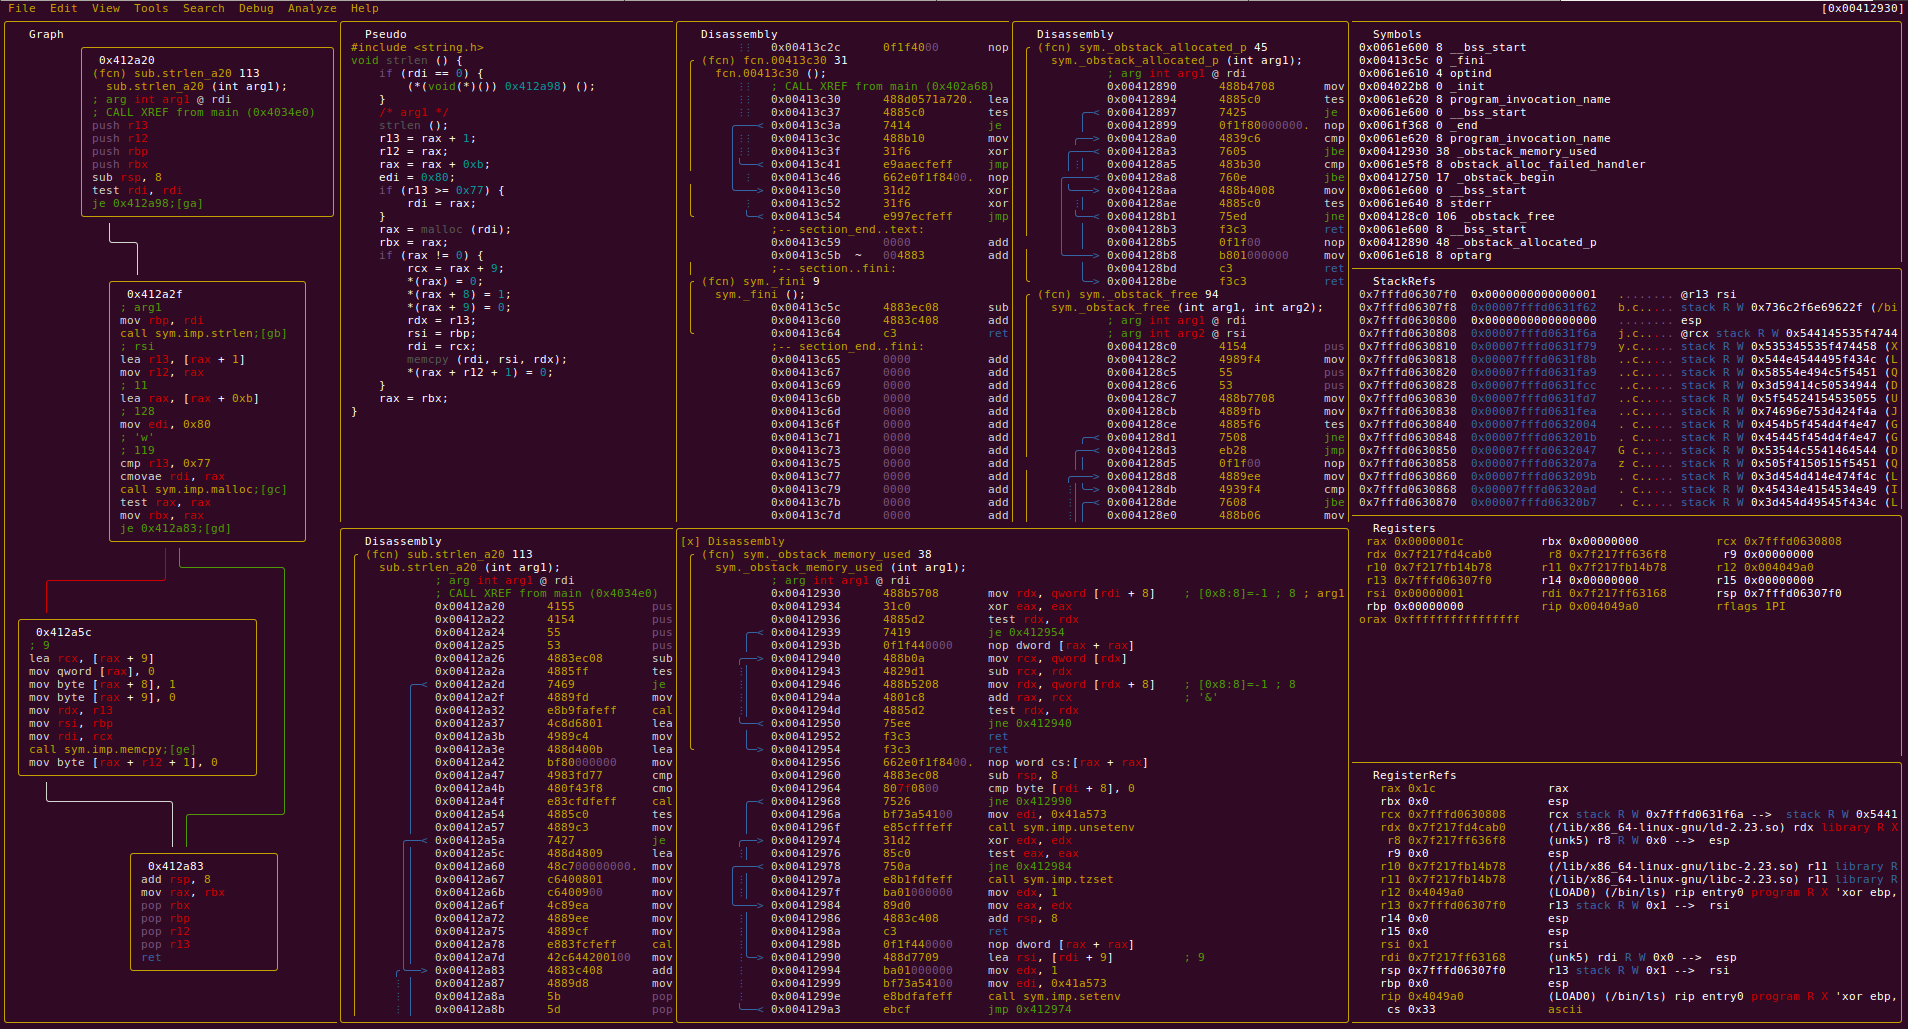 File Edit View Tools Search Debug Analyze Help [0x00412930]
Graph
0x412a20
(fcn) sub.strlen_a20 113
sub.strlen_a20 (int arg1);
; arg int arg1 @ rdi
; CALL XREF from main (0x4034e0)
push r13
push r12
push rbp
push rbx
sub rsp, 8
test rdi, rdi
je 0x412a98;[ga]
0x412a2f
; arg1
mov rbp, rdi
call sym.imp.strlen;[gb]
; rsi
lea r13, [rax + 1]
mov r12, rax
; 11
lea rax, [rax + 0xb]
; 128
mov edi, 0x80
; 'w'
; 119
cmp r13, 0x77
cmovae rdi, rax
call sym.imp.malloc;[gc]
test rax, rax
mov rbx, rax
je 0x412a83;[gd]
0x412a5c
; 9
lea rcx, [rax + 9]
mov qword [rax], 0
mov byte [rax + 8], 1
mov byte [rax + 9], 0
mov rdx, r13
mov rsi, rbp
mov rdi, rcx
call sym.imp.memcpy;[ge]
mov byte [rax + r12 + 1], 0
0x412a83
add rsp, 8
mov rax, rbx
pop rbx
pop rbp
pop r12
pop r13
ret
Pseudo
#include <string.h>
void strlen () {
if (rdi == 0) {
(*(void(*)()) 0x412a98) ();
}
/* arg1 */
strlen ();
r13 = rax + 1;
r12 = rax;
rax = rax + 0xb;
edi = 0x80;
if (r13 >= 0x77) {
rdi = rax;
}
rax = malloc (rdi);
rbx = rax;
if (rax != 0) {
rcx = rax + 9;
*(rax) = 0;
*(rax + 8) = 1;
*(rax + 9) = 0;
rdx = r13;
rsi = rbp;
rdi = rcx;
memcpy (rdi, rsi, rdx);
*(rax + r12 + 1) = 0;
}
rax = rbx;
}
Disassembly
0x00413c2c 0f1f4000 nop
(fcn) fcn.00413c30 31
fcn.00413c30 ();
; CALL XREF from main (0x402a68)
0x00413c30 488d0571a720. lea
0x00413c37 4885c0 tes
0x00413c3a 7414 je
0x00413c3c 488b10 mov
0x00413c3f 31f6 xor
0x00413c41 e9aaecfeff jmp
0x00413c46 662e0f1f8400. nop
0x00413c50 31d2 xor
0x00413c52 31f6 xor
0x00413c54 e997ecfeff jmp
;-- section_end..text:
0x00413c59 0000 add
0x00413c5b ~ 004883 add
;-- section..fini:
(fcn) sym._fini 9
sym._fini ();
0x00413c5c 4883ec08 sub
0x00413c60 4883c408 add
0x00413c64 c3 ret
;-- section_end..fini:
0x00413c65 0000 add
0x00413c67 0000 add
0x00413c69 0000 add
0x00413c6b 0000 add
0x00413c6d 0000 add
0x00413c6f 0000 add
0x00413c71 0000 add
0x00413c73 0000 add
0x00413c75 0000 add
0x00413c77 0000 add
0x00413c79 0000 add
0x00413c7b 0000 add
0x00413c7d 0000 add
Disassembly
(fcn) sym._obstack_allocated_p 45
sym._obstack_allocated_p (int arg1);
; arg int arg1 @ rdi
0x00412890 488b4708 mov
0x00412894 4885c0 tes
0x00412897 7425 je
0x00412899 0f1f80000000. nop
0x004128a0 4839c6 cmp
0x004128a3 7605 jbe
0x004128a5 483b30 cmp
0x004128a8 760e jbe
0x004128aa 488b4008 mov
0x004128ae 4885c0 tes
0x004128b1 75ed jne
0x004128b3 f3c3 ret
0x004128b5 0f1f00 nop
0x004128b8 b801000000 mov
0x004128bd c3 ret
0x004128be f3c3 ret
(fcn) sym._obstack_free 94
sym._obstack_free (int arg1, int arg2);
; arg int arg1 @ rdi
; arg int arg2 @ rsi
0x004128c0 4154 pus
0x004128c2 4989f4 mov
0x004128c5 55 pus
0x004128c6 53 pus
0x004128c7 488b7708 mov
0x004128cb 4889fb mov
0x004128ce 4885f6 tes
0x004128d1 7508 jne
0x004128d3 eb28 jmp
0x004128d5 0f1f00 nop
0x004128d8 4889ee mov
0x004128db 4939f4 cmp
0x004128de 7608 jbe
0x004128e0 488b06 mov
Symbols
0x0061e600 8 __bss_start
0x00413c5c 0 _fini
0x0061e610 4 optind
0x004022b8 0 _init
0x0061e620 8 program_invocation_name
0x0061e600 0 __bss_start
0x0061f368 0 _end
0x0061e620 8 program_invocation_name
0x00412930 38 _obstack_memory_used
0x0061e5f8 8 obstack_alloc_failed_handler
0x00412750 17 _obstack_begin
0x0061e600 0 __bss_start
0x0061e640 8 stderr
0x004128c0 106 _obstack_free
0x0061e600 8 __bss_start
0x00412890 48 _obstack_allocated_p
0x0061e618 8 optarg
StackRefs
0x7fffd06307f0 0x0000000000000001 ........ @r13 rsi
0x7fffd06307f8 0x00007fffd0631f62 b.c..... stack R W 0x736c2f6e69622f (/bi
0x7fffd0630800 0x0000000000000000 ........ esp
0x7fffd0630808 0x00007fffd0631f6a j.c..... @rcx stack R W 0x544145535f4744
0x7fffd0630810 0x00007fffd0631f79 y.c..... stack R W 0x535345535f474458 (X
0x7fffd0630818 0x00007fffd0631f8b ..c..... stack R W 0x544e4544495f434c (L
0x7fffd0630820 0x00007fffd0631fa9 ..c..... stack R W 0x58554e494c5f5451 (Q
0x7fffd0630828 0x00007fffd0631fcc ..c..... stack R W 0x3d59414c50534944 (D
0x7fffd0630830 0x00007fffd0631fd7 ..c..... stack R W 0x5f54524154535055 (U
0x7fffd0630838 0x00007fffd0631fea ..c..... stack R W 0x74696e753d424f4a (J
0x7fffd0630840 0x00007fffd0632004 . c..... stack R W 0x454b5f454d4f4e47 (G
0x7fffd0630848 0x00007fffd063201b . c..... stack R W 0x45445f454d4f4e47 (G
0x7fffd0630850 0x00007fffd0632047 G c..... stack R W 0x53544c5541464544 (D
0x7fffd0630858 0x00007fffd063207a z c..... stack R W 0x505f4150515f5451 (Q
0x7fffd0630860 0x00007fffd063209b . c..... stack R W 0x3d454d414e474f4c (L
0x7fffd0630868 0x00007fffd06320ad . c..... stack R W 0x45434e4154534e49 (I
0x7fffd0630870 0x00007fffd06320b7 . c..... stack R W 0x3d454d49545f434c (L
Disassembly
(fcn) sub.strlen_a20 113
sub.strlen_a20 (int arg1);
; arg int arg1 @ rdi
; CALL XREF from main (0x4034e0)
0x00412a20 4155 pus
0x00412a22 4154 pus
0x00412a24 55 pus
0x00412a25 53 pus
0x00412a26 4883ec08 sub
0x00412a2a 4885ff tes
0x00412a2d 7469 je
0x00412a2f 4889fd mov
0x00412a32 e8b9fafeff cal
0x00412a37 4c8d6801 lea
0x00412a3b 4989c4 mov
0x00412a3e 488d400b lea
0x00412a42 bf80000000 mov
0x00412a47 4983fd77 cmp
0x00412a4b 480f43f8 cmo
0x00412a4f e83cfdfeff cal
0x00412a54 4885c0 tes
0x00412a57 4889c3 mov
0x00412a5a 7427 je
0x00412a5c 488d4809 lea
0x00412a60 48c700000000. mov
0x00412a67 c6400801 mov
0x00412a6b c6400900 mov
0x00412a6f 4c89ea mov
0x00412a72 4889ee mov
0x00412a75 4889cf mov
0x00412a78 e883fcfeff cal
0x00412a7d 42c644200100 mov
0x00412a83 4883c408 add
0x00412a87 4889d8 mov
0x00412a8a 5b pop
0x00412a8b 5d pop
[x] Disassembly
(fcn) sym._obstack_memory_used 38
sym._obstack_memory_used (int arg1);
; arg int arg1 @ rdi
0x00412930 488b5708 mov rdx, qword [rdi + 8] ; [0x8:8]=-1 ; 8 ; arg1
0x00412934 31c0 xor eax, eax
0x00412936 4885d2 test rdx, rdx
0x00412939 7419 je 0x412954
0x0041293b 0f1f440000 nop dword [rax + rax]
0x00412940 488b0a mov rcx, qword [rdx]
0x00412943 4829d1 sub rcx, rdx
0x00412946 488b5208 mov rdx, qword [rdx + 8] ; [0x8:8]=-1 ; 8
0x0041294a 4801c8 add rax, rcx ; '&'
0x0041294d 4885d2 test rdx, rdx
0x00412950 75ee jne 0x412940
0x00412952 f3c3 ret
0x00412954 f3c3 ret
0x00412956 662e0f1f8400. nop word cs:[rax + rax]
0x00412960 4883ec08 sub rsp, 8
0x00412964 807f0800 cmp byte [rdi + 8], 0
0x00412968 7526 jne 0x412990
0x0041296a bf73a54100 mov edi, 0x41a573
0x0041296f e85cfffeff call sym.imp.unsetenv
0x00412974 31d2 xor edx, edx
0x00412976 85c0 test eax, eax
0x00412978 750a jne 0x412984
0x0041297a e8b1fdfeff call sym.imp.tzset
0x0041297f ba01000000 mov edx, 1
0x00412984 89d0 mov eax, edx
0x00412986 4883c408 add rsp, 8
0x0041298a c3 ret
0x0041298b 0f1f440000 nop dword [rax + rax]
0x00412990 488d7709 lea rsi, [rdi + 9] ; 9
0x00412994 ba01000000 mov edx, 1
0x00412999 bf73a54100 mov edi, 0x41a573
0x0041299e e8bdfafeff call sym.imp.setenv
0x004129a3 ebcf jmp 0x412974
Registers
rax 0x0000001c rbx 0x00000000 rcx 0x7fffd0630808
rdx 0x7f217fd4cab0 r8 0x7f217ff636f8 r9 0x00000000
r10 0x7f217fb14b78 r11 0x7f217fb14b78 r12 0x004049a0
r13 0x7fffd06307f0 r14 0x00000000 r15 0x00000000
rsi 0x00000001 rdi 0x7f217ff63168 rsp 0x7fffd06307f0
rbp 0x00000000 rip 0x004049a0 rflags 1PI
orax 0xffffffffffffffff
RegisterRefs
rax 0x1c rax
rbx 0x0 esp
rcx 0x7fffd0630808 rcx stack R W 0x7fffd0631f6a --> stack R W 0x5441
rdx 0x7f217fd4cab0 (/lib/x86_64-linux-gnu/ld-2.23.so) rdx library R X
r8 0x7f217ff636f8 (unk5) r8 R W 0x0 --> esp
r9 0x0 esp
r10 0x7f217fb14b78 (/lib/x86_64-linux-gnu/libc-2.23.so) r11 library R
r11 0x7f217fb14b78 (/lib/x86_64-linux-gnu/libc-2.23.so) r11 library R
r12 0x4049a0 (LOAD0) (/bin/ls) rip entry0 program R X 'xor ebp,
r13 0x7fffd06307f0 r13 stack R W 0x1 --> rsi
r14 0x0 esp
r15 0x0 esp
rsi 0x1 rsi
rdi 0x7f217ff63168 (unk5) rdi R W 0x0 --> esp
rsp 0x7fffd06307f0 r13 stack R W 0x1 --> rsi
rbp 0x0 esp
rip 0x4049a0 (LOAD0) (/bin/ls) rip entry0 program R X 'xor ebp,
cs 0x33 ascii